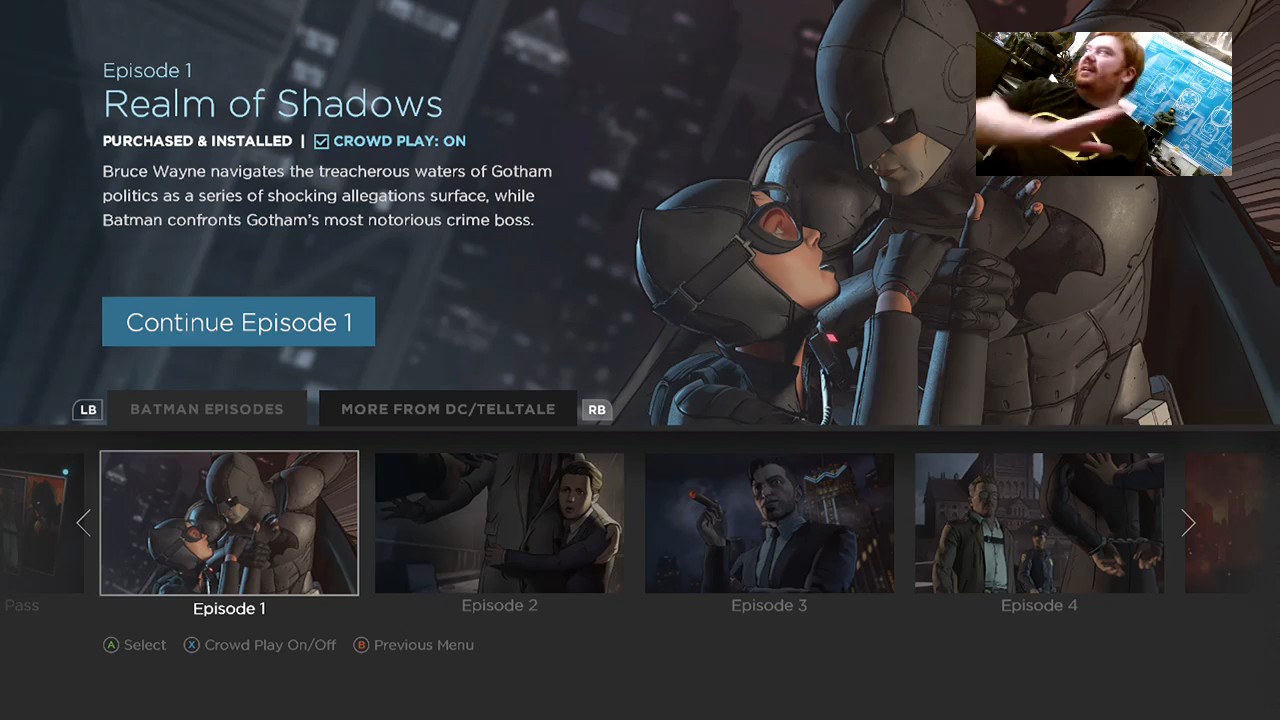 Episode 1
Realm of Shadows
PURCHASED & INSTALLED | CROWD PLAY: ON
Bruce Wayne navigates the treacherous waters of Gotham
politics as a series of shocking allegations surface, while
Batman confronts Gotham's most notorious crime boss.
Continue Episode 1
LB BATMAN EPISODES MORE FROM DC/TELLTALE RB
Pass Episode 1 Episode 2 Episode 3 Episode 4
A Select X Crowd Play On/Off B Previous Menu